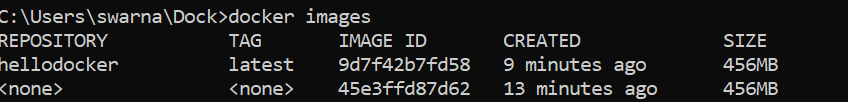 C:\Users\swarna\Dock>docker images
REPOSITORY TAG IMAGE ID CREATED SIZE
hellodocker latest 9d7f42b7fd58 9 minutes ago 456MB
<none> <none> 45e3ffd87d62 13 minutes ago 456MB